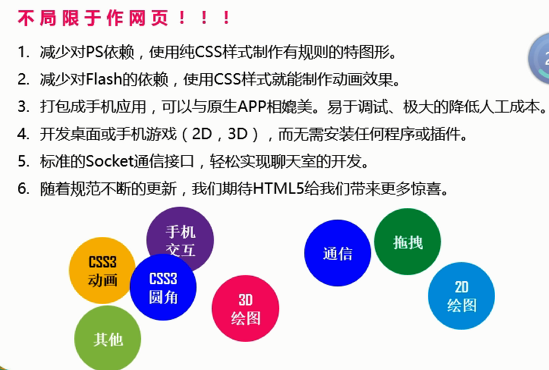 不局限于作网页！！！
1. 减少对PS依赖，使用纯CSS样式制作有规则的特图形。
2. 减少对Flash的依赖，使用CSS样式就能制作动画效果。
3. 打包成手机应用，可以与原生APP相媲美。易于调试、极大的降低人工成本。
4. 开发桌面或手机游戏（2D，3D），而无需安装任何程序或插件。
5. 标准的Socket通信接口，轻松实现聊天室的开发。
6. 随着规范不断的更新，我们期待HTML5给我们带来更多惊喜。
手机
交互
CSS3
动画
CSS3
圆角
其他
3D
绘图
通信
拖拽
2D
绘图